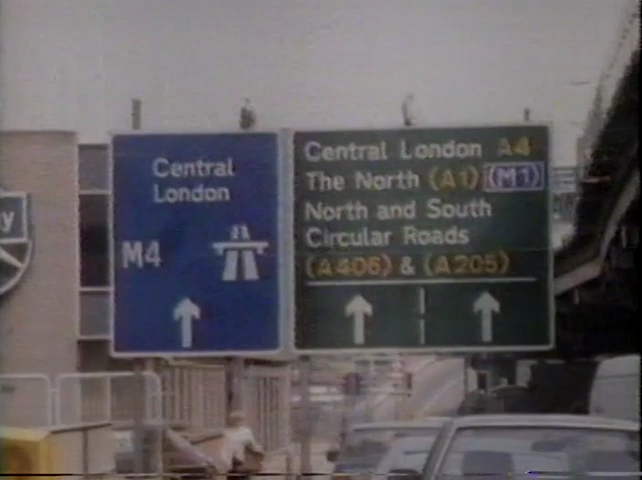 Central
London
M4
Central London A4
The North (A1) (M1)
North and South
Circular Roads
(A406) & (A205)